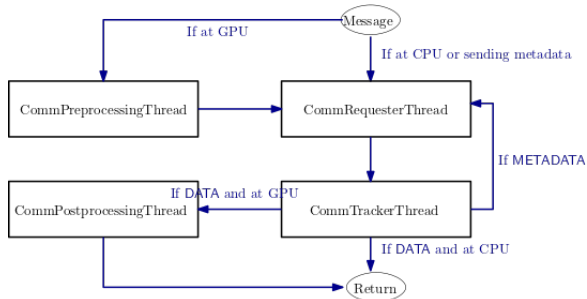 Message
If at GPU
If at CPU or sending metadata
CommPreprocessingThread
CommRequesterThread
If METADATA
If DATA and at GPU
CommPostprocessingThread
CommTrackerThread
If DATA and at CPU
Return